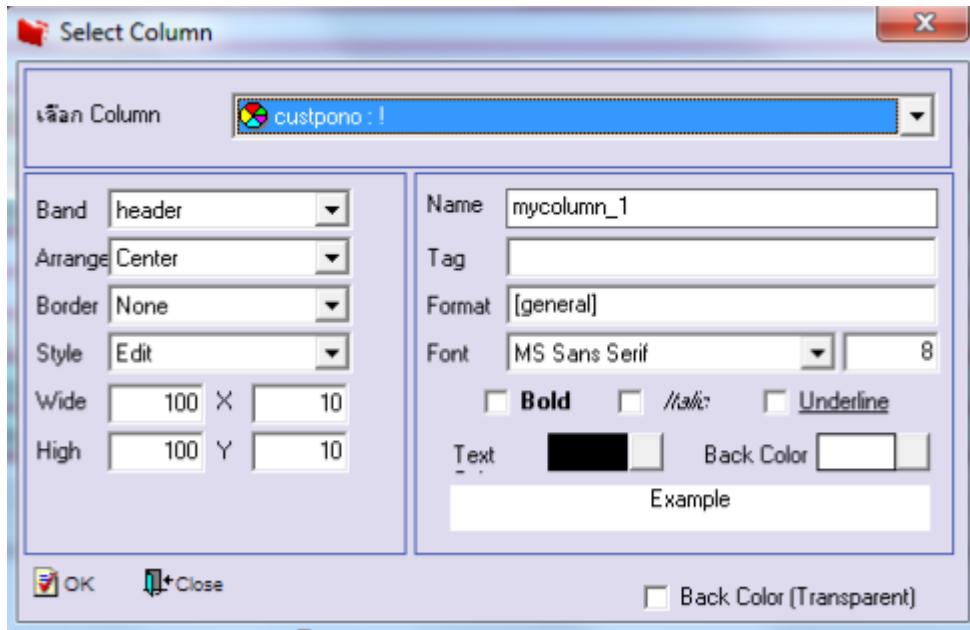 Select Column
เลือก Column custpono : !
Band header
Arrange Center
Border None
Style Edit
Wide 100 X 10
High 100 Y 10
Name mycolumn_1
Tag
Format [general]
Font MS Sans Serif 8
Bold Italic Underline
Text Back Color
Example
OK Close
Back Color (Transparent)